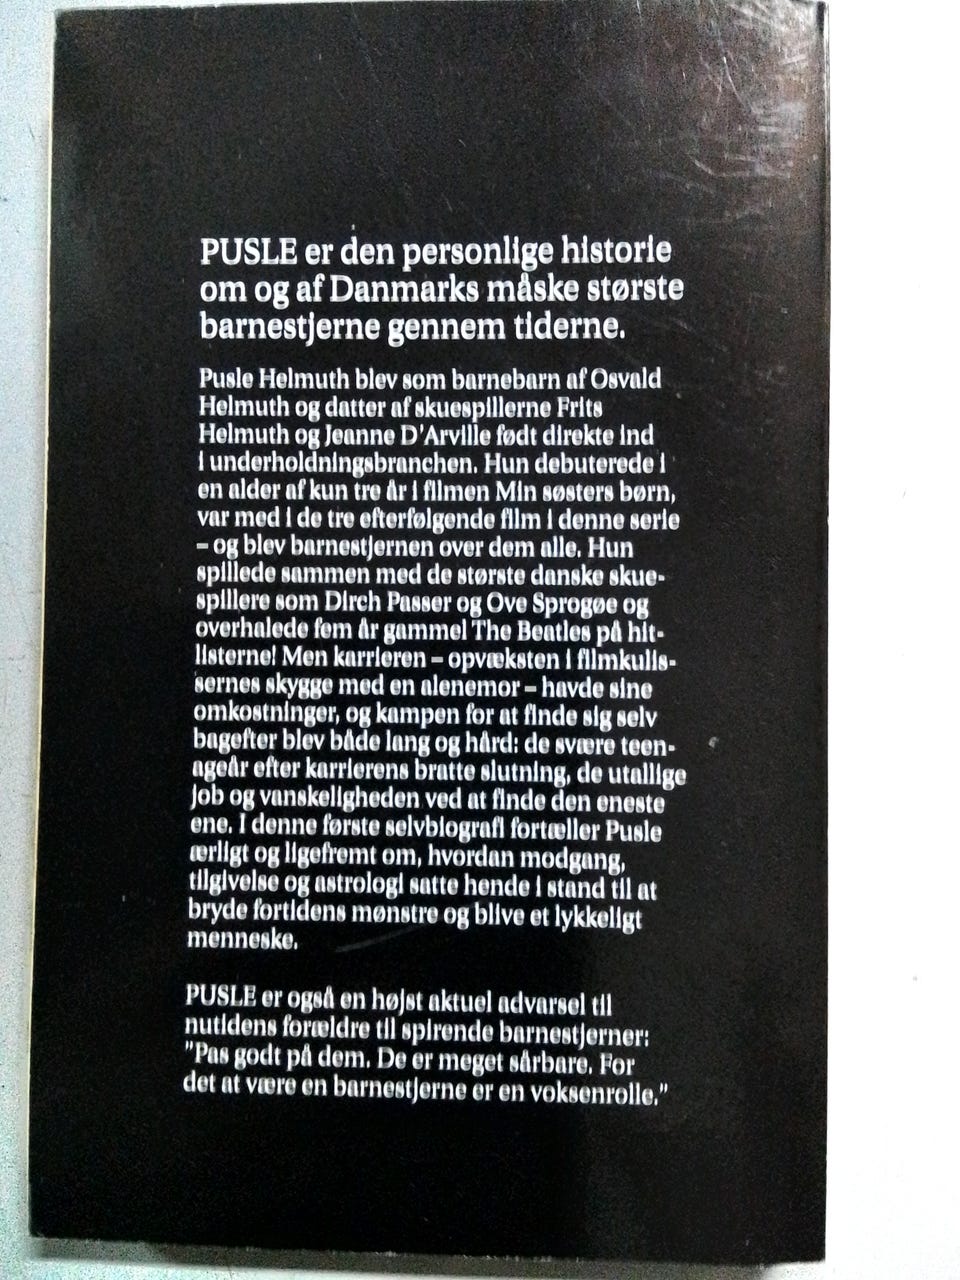 PUSLE er den personlige historie
om og af Danmarks måske største
barnestjerne gennem tiderne.
Pusle Helmuth blev som barnebarn af Osvald
Helmuth og datter af skuespillerne Frits
Helmuth og Jeanne D'Arville født direkte ind
i underholdningsbranchen. Hun debuterede i
en alder af kun tre år i filmen Min søsters børn,
var med i de tre efterfølgende film i denne serie
– og blev barnestjernen over dem alle. Hun
spillede sammen med de største danske skue-
spillere som Dirch Passer og Ove Sprogøe og
overhalede fem år gammel The Beatles på hit-
listerne! Men karrieren – opvæksten i filmkulis-
sernes skygge med en alenemor – havde sine
omkostninger, og kampen for at finde sig selv
bagefter blev både lang og hård: de svære teen-
ageår efter karrierens bratte slutning, de utallige
job og vanskeligheden ved at finde den eneste
ene. I denne første selvbiografi fortæller Pusle
ærligt og ligefremt om, hvordan modgang,
tilgivelse og astrologi satte hende i stand til at
bryde fortidens mønstre og blive et lykkeligt
menneske.
PUSLE er også en højst aktuel advarsel til
nutidens forældre til spirende barnestjerner:
"Pas godt på dem. De er meget sårbare. For
det at være en barnestjerne er en voksenrolle."